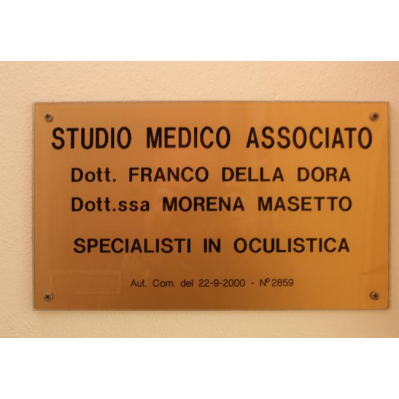 STUDIO MEDICO ASSOCIATO
Dott. FRANCO DELLA DORA
Dott.ssa MORENA MASETTO
SPECIALISTI IN OCULISTICA
Aut. Com. del 22-9-2000 - Nº 2859